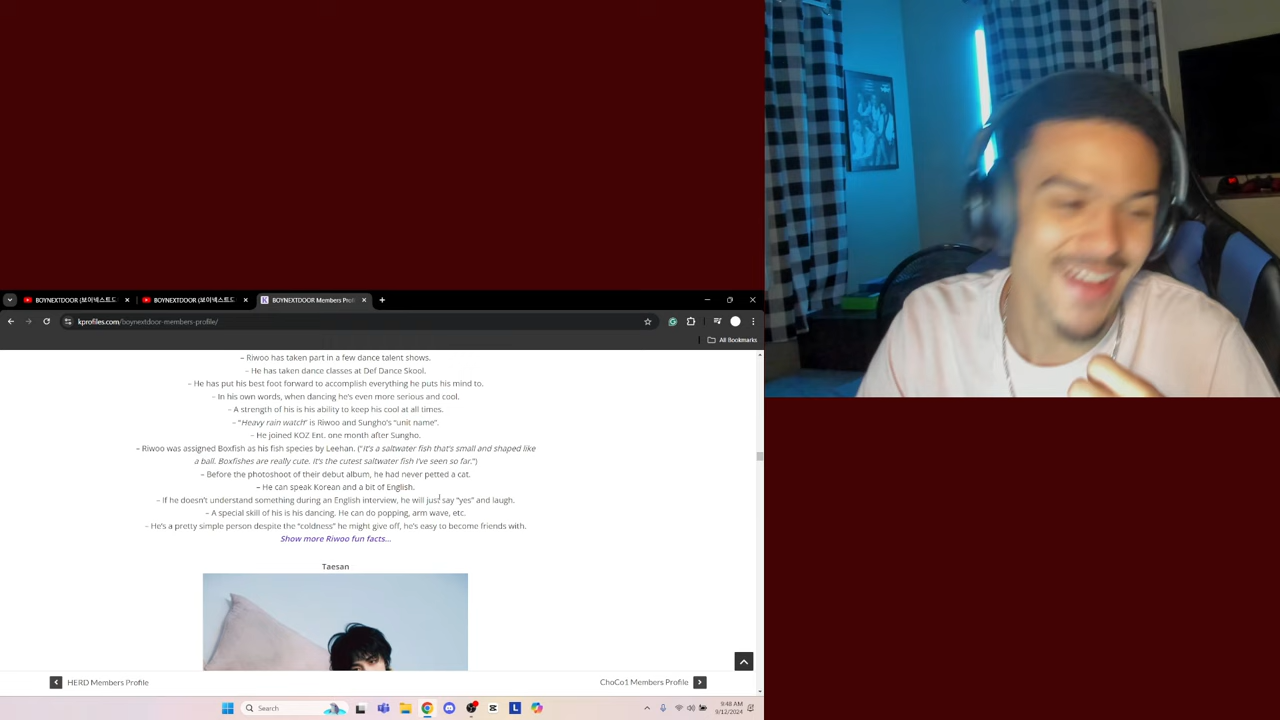 BOYNEXTDOOR (보이넥스트도
BOYNEXTDOOR (보이넥스트도
BOYNEXTDOOR Members Prof
kprofiles.com/boynextdoor-members-profile/
All Bookmarks
– Riwoo has taken part in a few dance talent shows.
– He has taken dance classes at Def Dance Skool.
– He has put his best foot forward to accomplish everything he puts his mind to.
– In his own words, when dancing he's even more serious and cool.
– A strength of his is his ability to keep his cool at all times.
– "Heavy rain watch" is Riwoo and Sungho's "unit name".
– He joined KOZ Ent. one month after Sungho.
– Riwoo was assigned Boxfish as his fish species by Leehan. ("It's a saltwater fish that's small and shaped like
a ball. Boxfishes are really cute. It's the cutest saltwater fish I've seen so far.")
– Before the photoshoot of their debut album, he had never petted a cat.
– He can speak Korean and a bit of English.
– If he doesn't understand something during an English interview, he will just say "yes" and laugh.
– A special skill of his is his dancing. He can do popping, arm wave, etc.
– He's a pretty simple person despite the "coldness" he might give off, he's easy to become friends with.
Show more Riwoo fun facts...
Taesan
HERD Members Profile
ChoCo1 Members Profile
Search
9:48 AM
9/12/2024